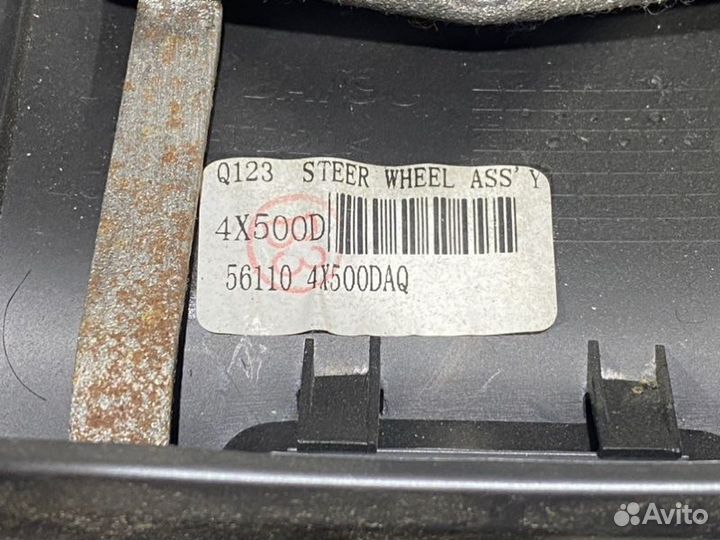 Q123 STEER WHEEL ASS'Y
4X500D
56110 4X500DAQ
Avito